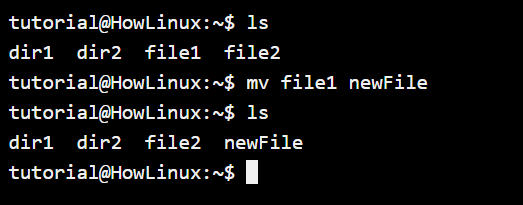 tutorial@HowLinux:~$ ls
dir1  dir2  file1  file2
tutorial@HowLinux:~$ mv file1 newFile
tutorial@HowLinux:~$ ls
dir1  dir2  file2  newFile
tutorial@HowLinux:~$